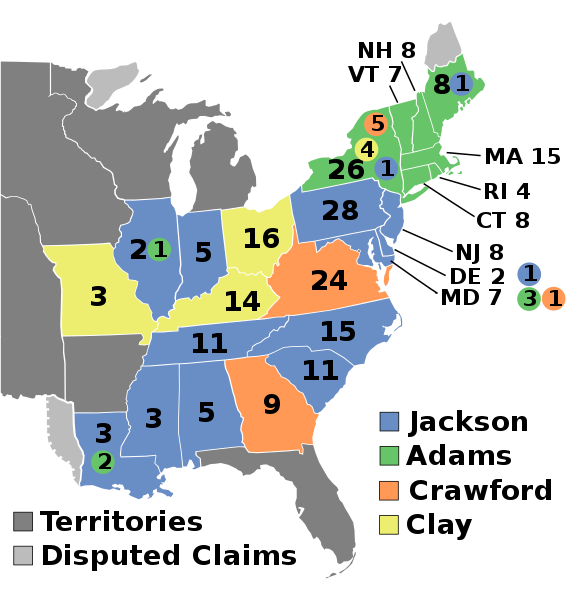 NH 8
VT 7
8
1
5
4
26
1
MA 15
RI 4
CT 8
28
16
2
1
5
NJ 8
DE 2
1
MD 7
3
1
24
3
14
15
11
11
9
3
5
3
2
Jackson
Adams
Crawford
Clay
Territories
Disputed Claims